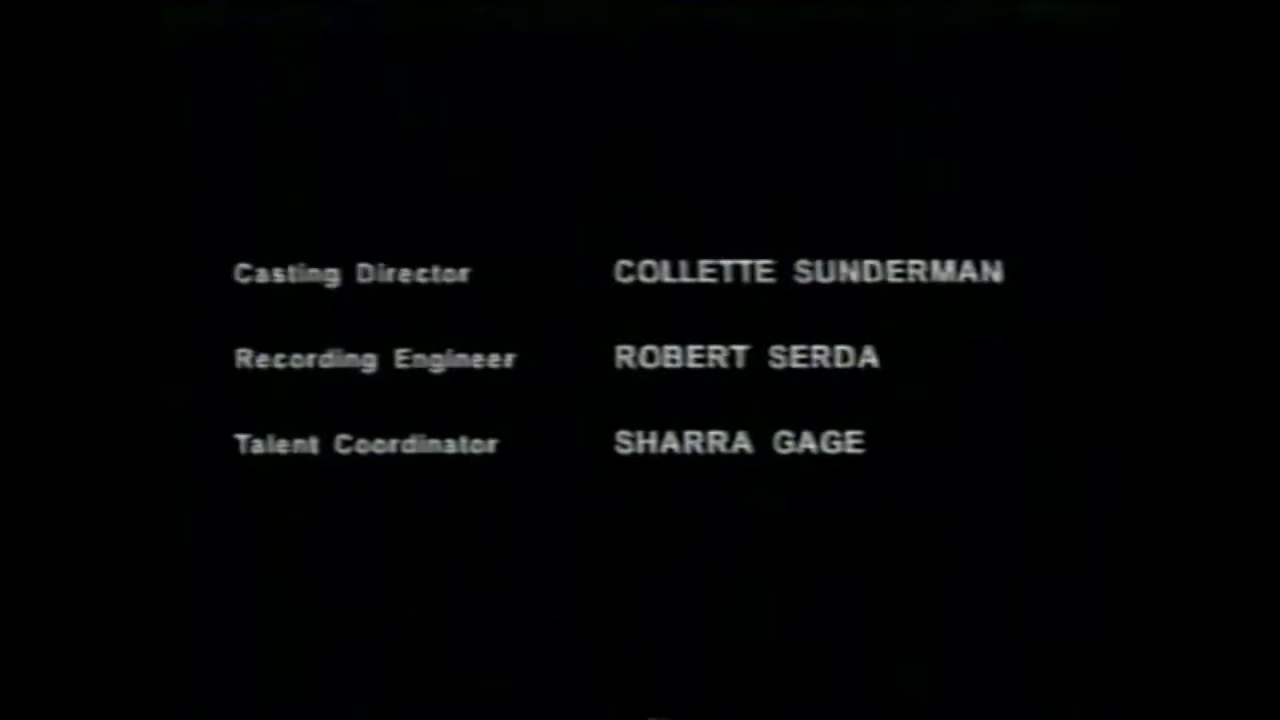 Casting Director COLLETTE SUNDERMAN
Recording Engineer ROBERT SERDA
Talent Coordinator SHARRA GAGE